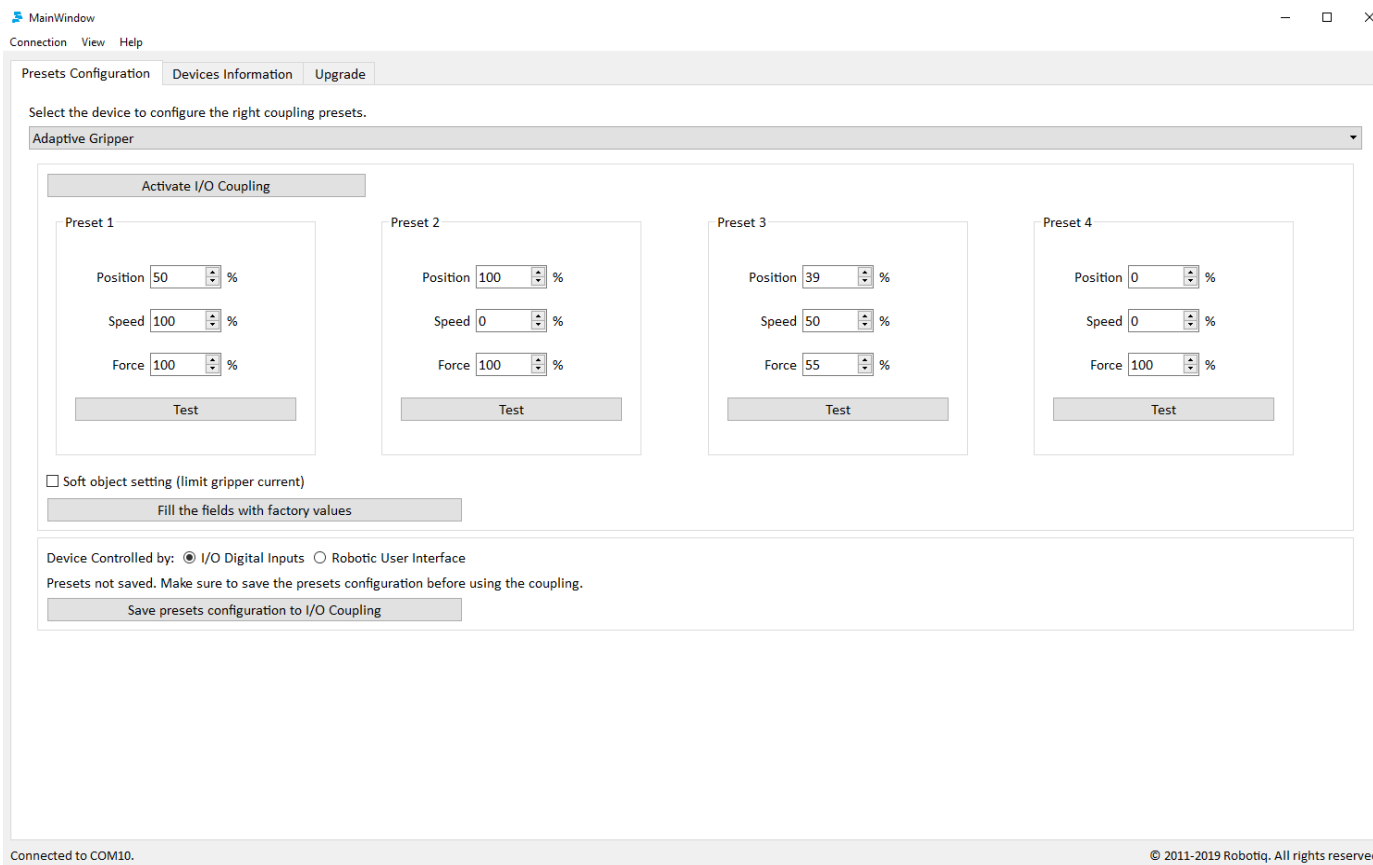 MainWindow
Connection View Help
Presets Configuration Devices Information Upgrade
Select the device to configure the right coupling presets.
Adaptive Gripper
Activate I/O Coupling
Preset 1 Preset 2 Preset 3 Preset 4
Position 50 % Position 100 % Position 39 % Position 0 %
Speed 100 % Speed 0 % Speed 50 % Speed 0 %
Force 100 % Force 100 % Force 55 % Force 100 %
Test Test Test Test
Soft object setting (limit gripper current)
Fill the fields with factory values
Device Controlled by: I/O Digital Inputs Robotic User Interface
Presets not saved. Make sure to save the presets configuration before using the coupling.
Save presets configuration to I/O Coupling
Connected to COM10. © 2011-2019 Robotiq. All rights reserved